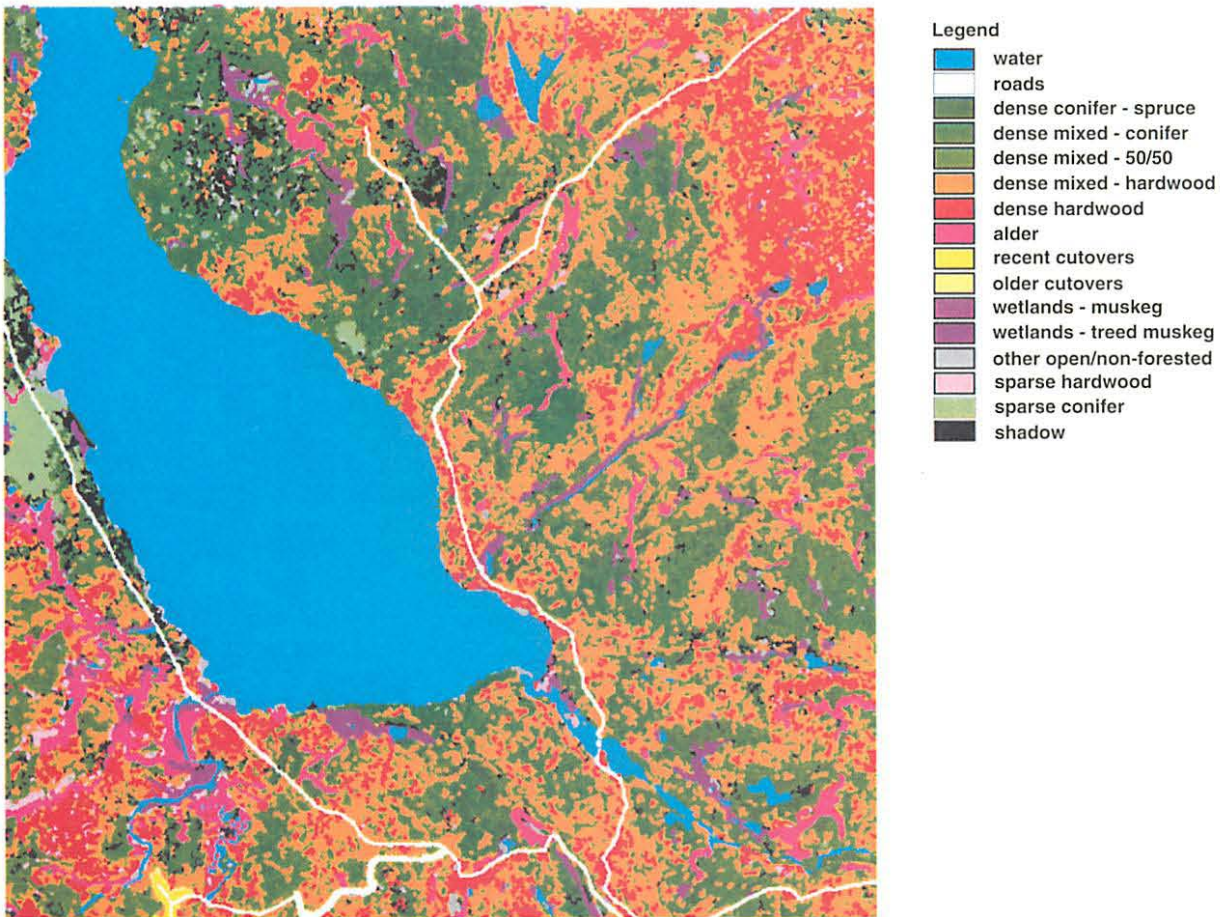 Legend
water
roads
dense conifer - spruce
dense mixed - conifer
dense mixed - 50/50
dense mixed - hardwood
dense hardwood
alder
recent cutovers
older cutovers
wetlands - muskeg
wetlands - treed muskeg
other open/non-forested
sparse hardwood
sparse conifer
shadow